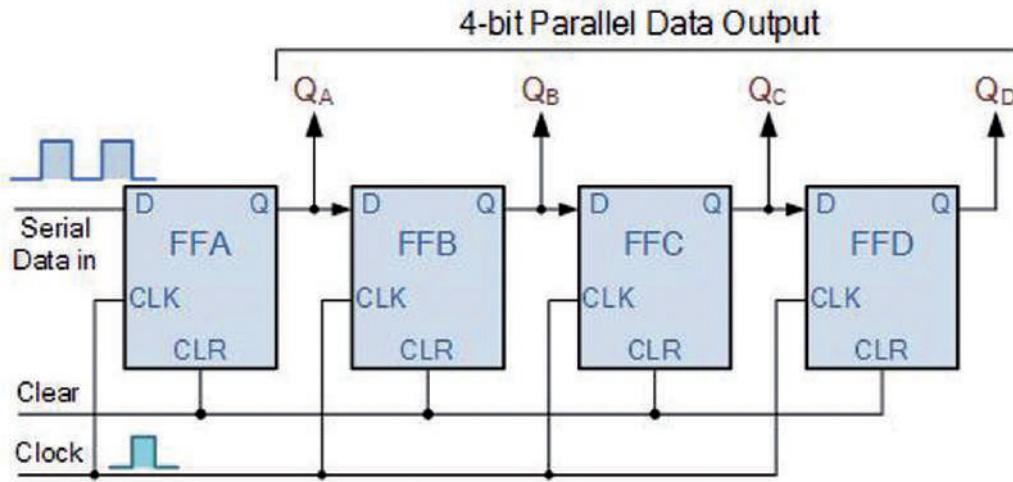 4-bit Parallel Data Output
QA QB QC QD
D Q D Q D Q D Q
Serial
Data in
FFA FFB FFC FFD
CLK CLK CLK CLK
CLR CLR CLR CLR
Clear
Clock